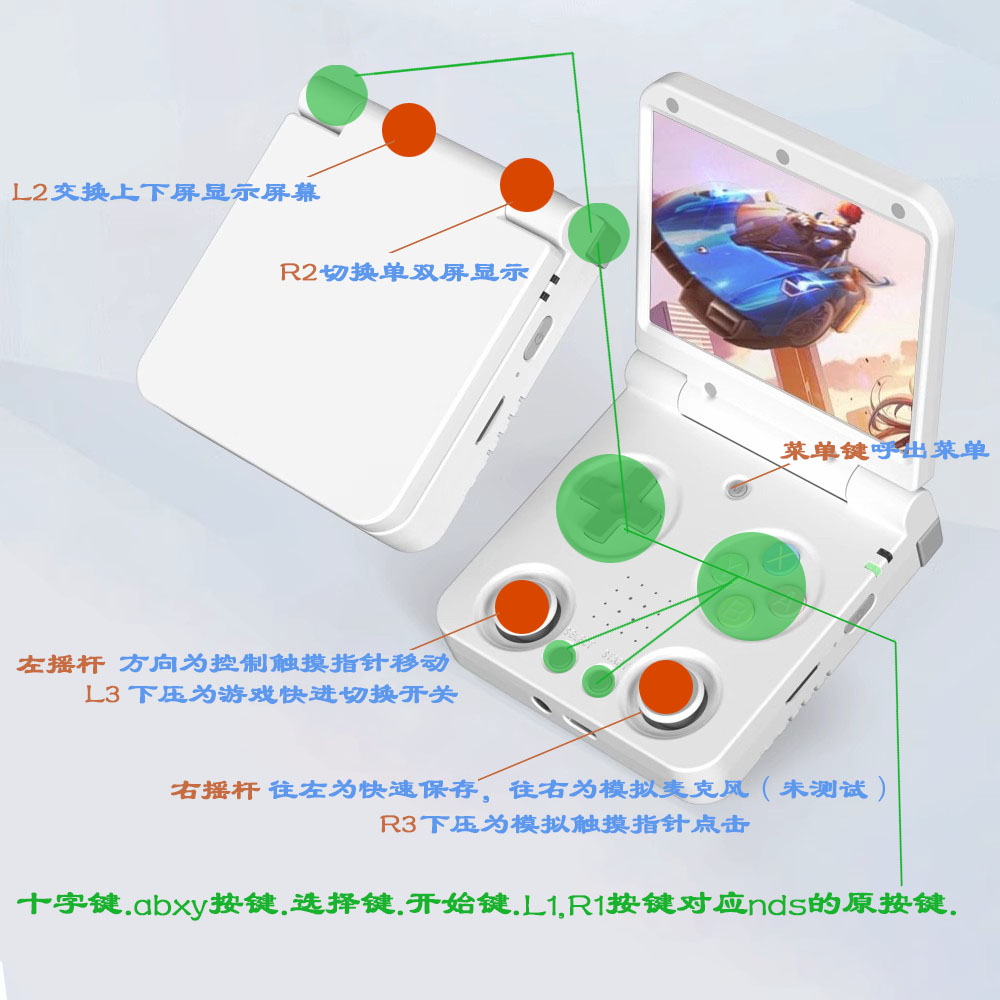 L2交换上下屏显示屏幕
R2切换单双屏显示
菜单键呼出菜单
左摇杆 方向为控制触摸指针移动
L3下压为游戏快进切换开关
右摇杆 往左为快速保存，往右为模拟麦克风（未测试）
R3下压为模拟触摸指针点击
十字键.abxy按键.选择键.开始键.L1,R1按键对应nds的原按键.